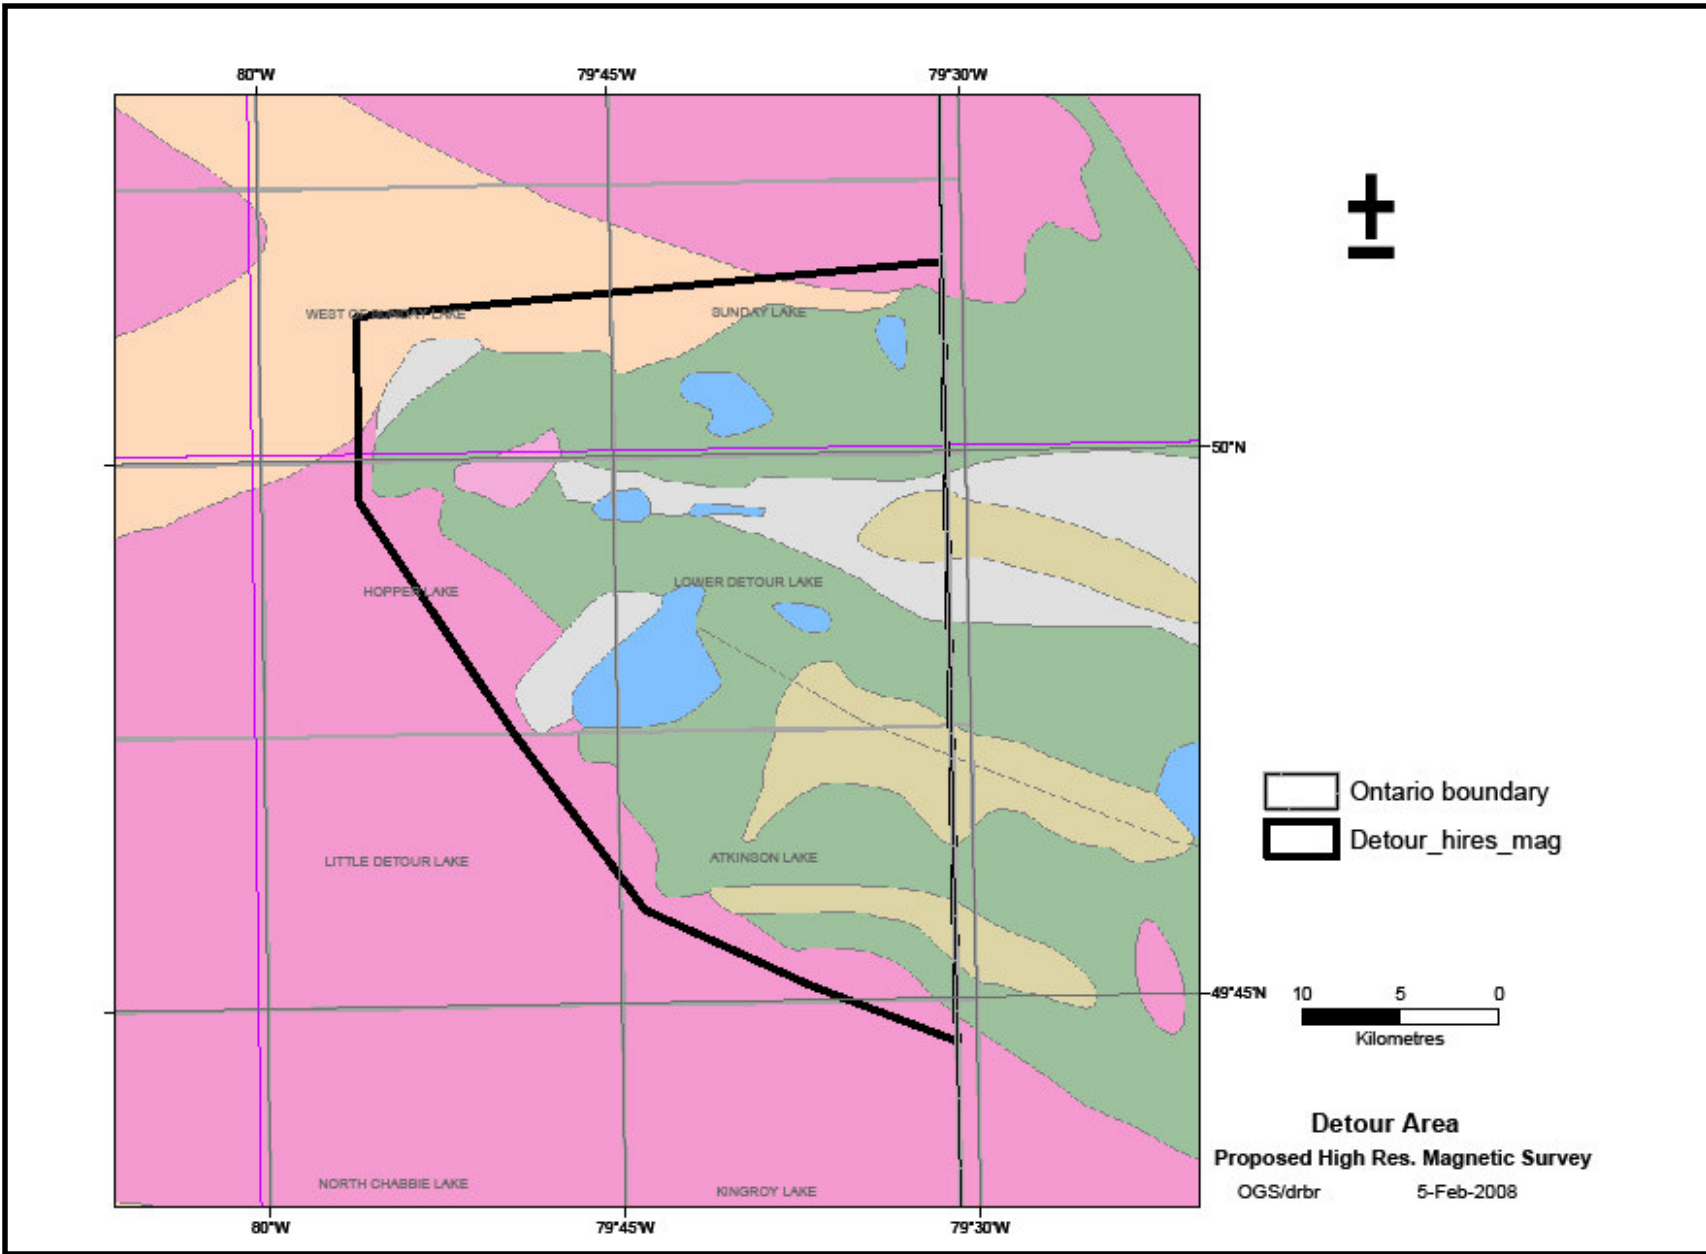 80°W 79°45'W 79°30'W
WEST OF SUNDAY LAKE
SUNDAY LAKE
50°N
LOWER DETOUR LAKE
HOPPER LAKE
Ontario boundary
Detour_hires_mag
ATKINSON LAKE
LITTLE DETOUR LAKE
49°45'N
10 5 0
Kilometres
Detour Area
Proposed High Res. Magnetic Survey
OGS/drbr 5-Feb-2008
NORTH CHABBIE LAKE
KINGROY LAKE
80°W 79°45'W 79°30'W